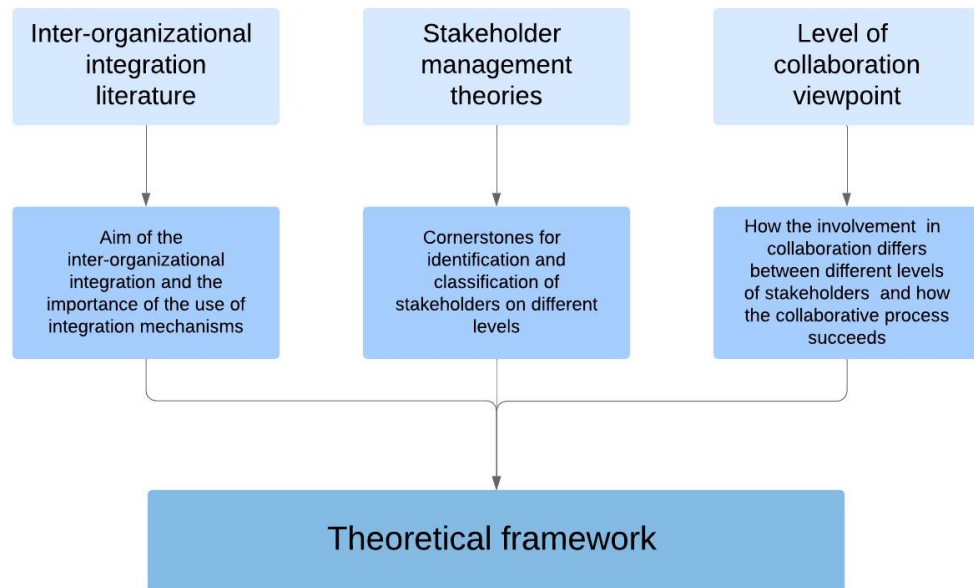 Inter-organizational
integration
literature
Stakeholder
management
theories
Level of
collaboration
viewpoint
Aim of the
inter-organizational
integration and the
importance of the use of
integration mechanisms
Cornerstones for
identification and
classification of
stakeholders on different
levels
How the involvement in
collaboration differs
between different levels
of stakeholders and how
the collaborative process
succeeds
Theoretical framework